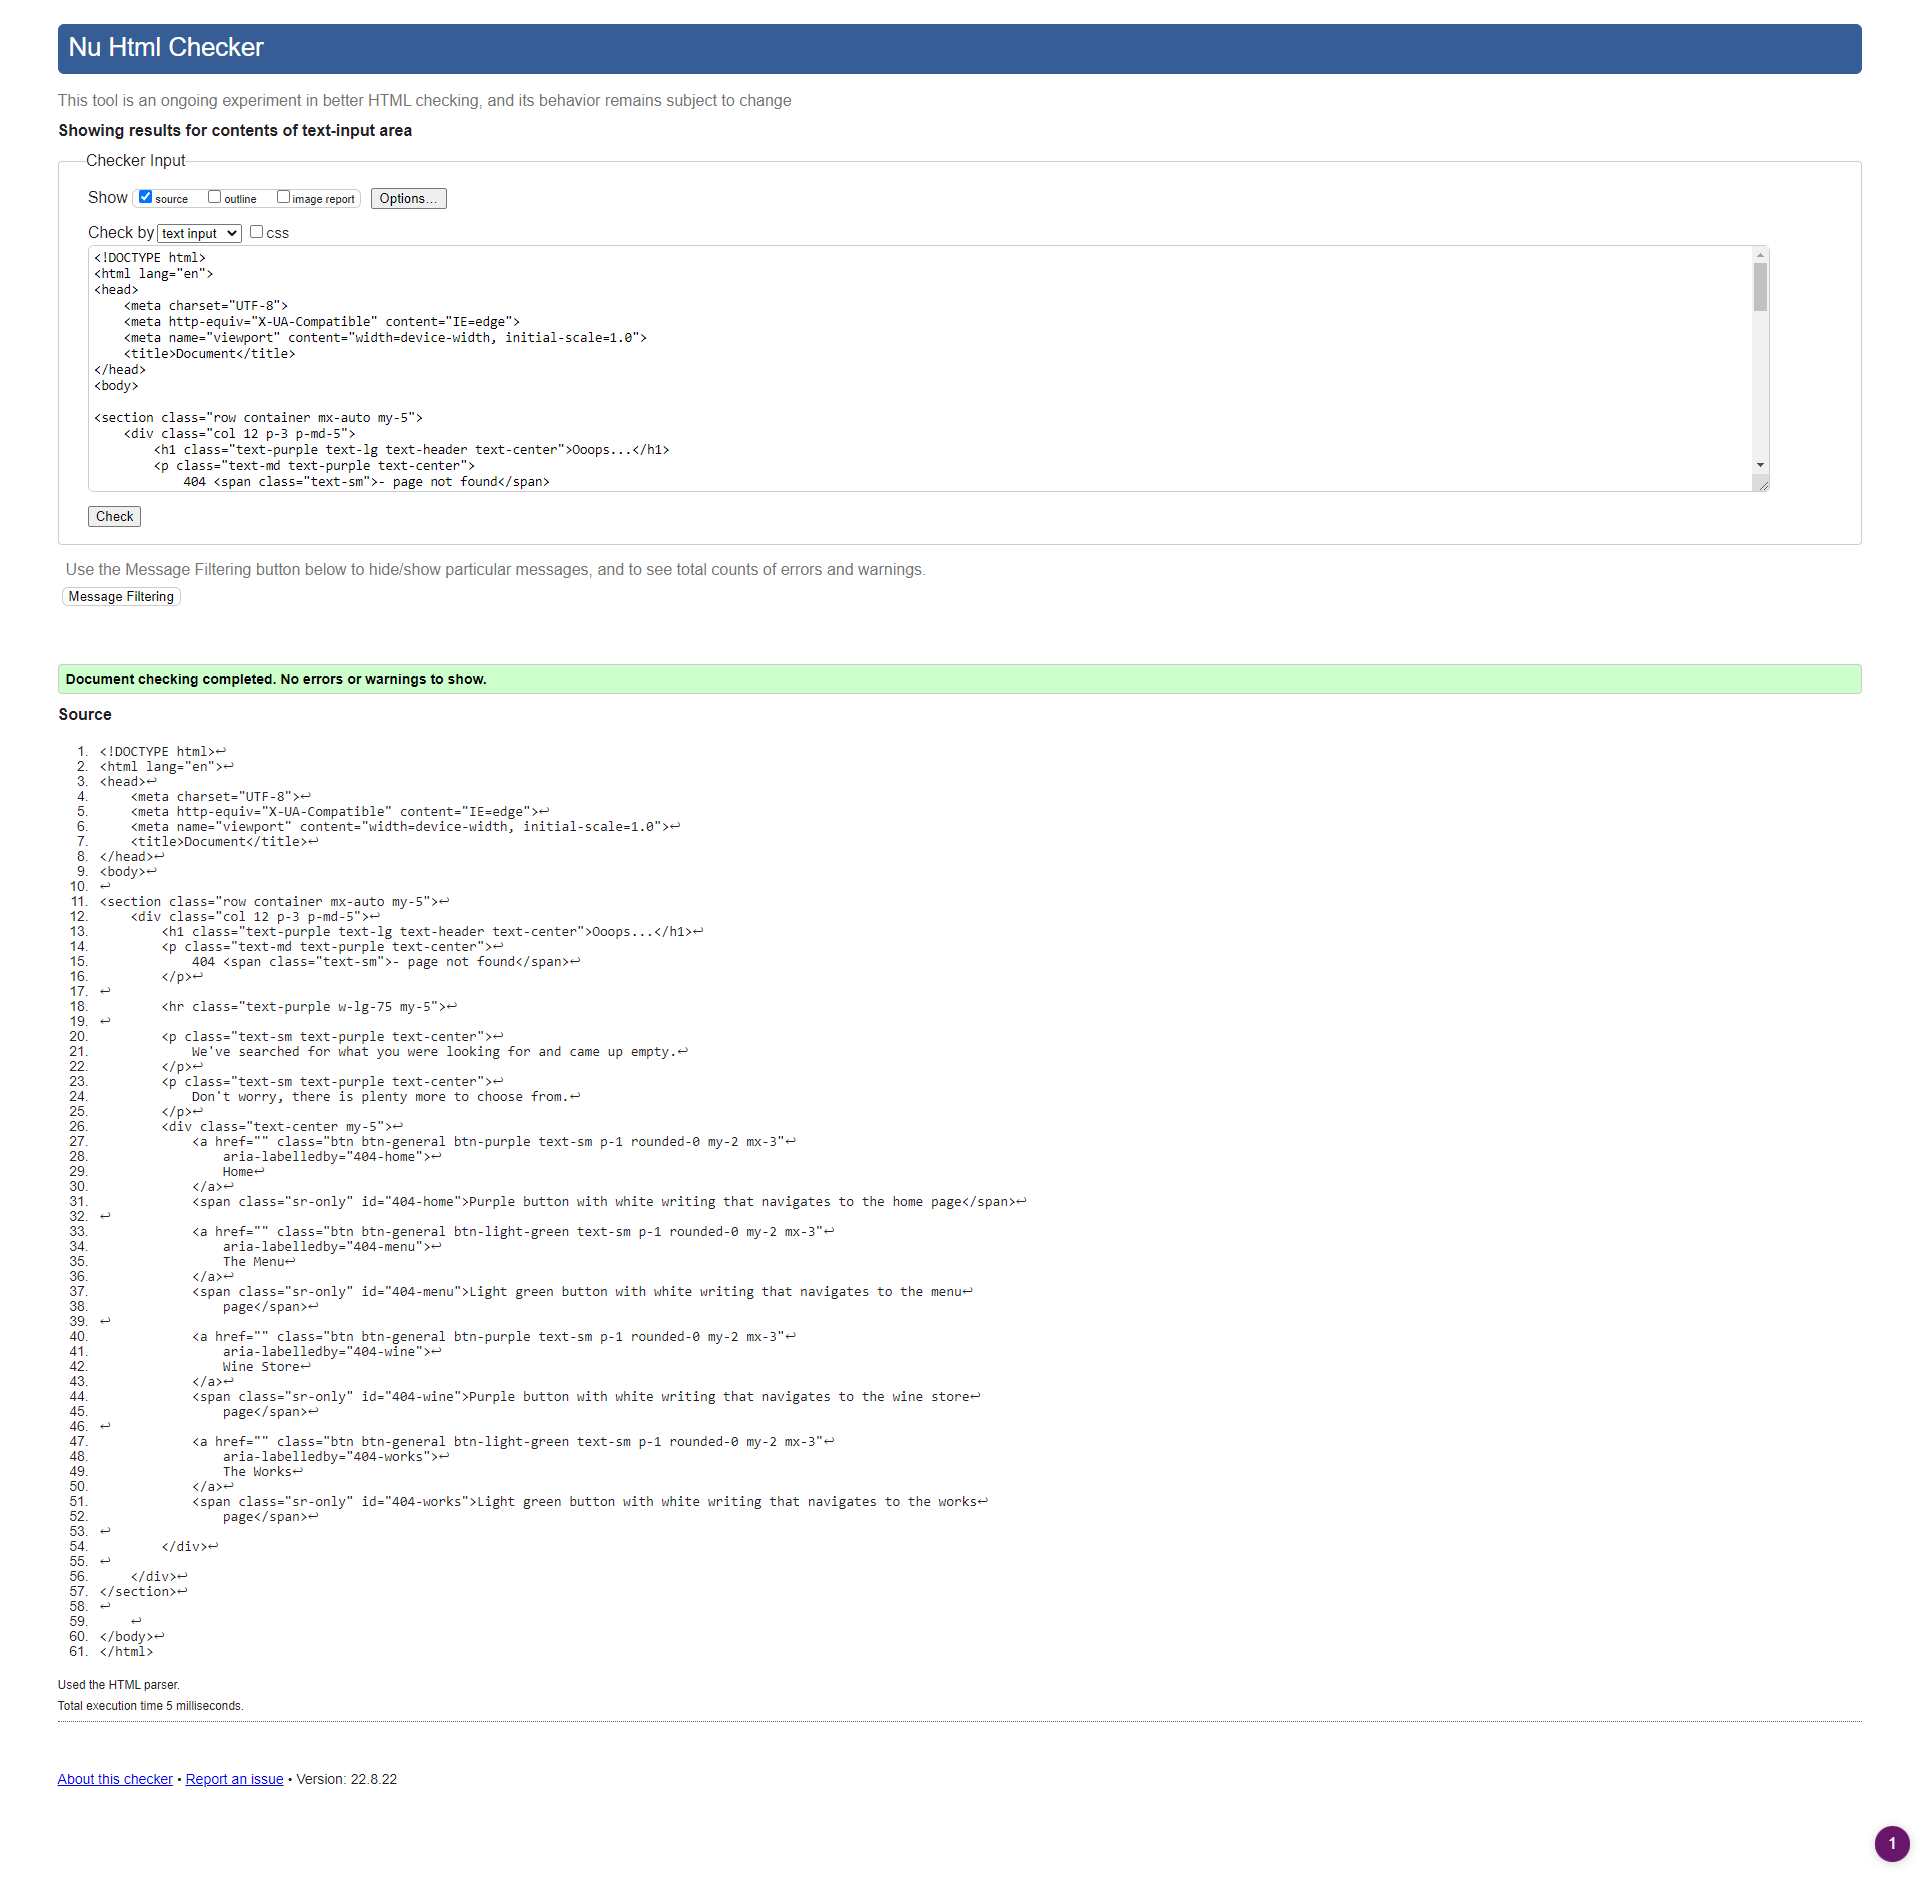 Nu Html Checker
This tool is an ongoing experiment in better HTML checking, and its behavior remains subject to change
Showing results for contents of text-input area
Checker Input
Show source outline image report Options...
Check by text input css
<!DOCTYPE html>
<html lang="en">
<head>
    <meta charset="UTF-8">
    <meta http-equiv="X-UA-Compatible" content="IE=edge">
    <meta name="viewport" content="width=device-width, initial-scale=1.0">
    <title>Document</title>
</head>
<body>
<section class="row container mx-auto my-5">
    <div class="col 12 p-3 p-md-5">
        <h1 class="text-purple text-lg text-header text-center">Ooops...</h1>
        <p class="text-md text-purple text-center">
            404 <span class="text-sm">- page not found</span>
Check
Use the Message Filtering button below to hide/show particular messages, and to see total counts of errors and warnings.
Message Filtering
Document checking completed. No errors or warnings to show.
Source
1. <!DOCTYPE html>↩
2. <html lang="en">↩
3. <head>↩
4.     <meta charset="UTF-8">↩
5.     <meta http-equiv="X-UA-Compatible" content="IE=edge">↩
6.     <meta name="viewport" content="width=device-width, initial-scale=1.0">↩
7.     <title>Document</title>↩
8. </head>↩
9. <body>↩
10. ↩
11. <section class="row container mx-auto my-5">↩
12.     <div class="col 12 p-3 p-md-5">↩
13.         <h1 class="text-purple text-lg text-header text-center">Ooops...</h1>↩
14.         <p class="text-md text-purple text-center">↩
15.             404 <span class="text-sm">- page not found</span>↩
16.         </p>↩
17. ↩
18.         <hr class="text-purple w-lg-75 my-5">↩
19. ↩
20.         <p class="text-sm text-purple text-center">↩
21.             We've searched for what you were looking for and came up empty.↩
22.         </p>↩
23.         <p class="text-sm text-purple text-center">↩
24.             Don't worry, there is plenty more to choose from.↩
25.         </p>↩
26.         <div class="text-center my-5">↩
27.             <a href="" class="btn btn-general btn-purple text-sm p-1 rounded-0 my-2 mx-3"↩
28.                 aria-labelledby="404-home">↩
29.                 Home↩
30.             </a>↩
31.             <span class="sr-only" id="404-home">Purple button with white writing that navigates to the home page</span>↩
32. ↩
33.             <a href="" class="btn btn-general btn-light-green text-sm p-1 rounded-0 my-2 mx-3"↩
34.                 aria-labelledby="404-menu">↩
35.                 The Menu↩
36.             </a>↩
37.             <span class="sr-only" id="404-menu">Light green button with white writing that navigates to the menu↩
38.                 page</span>↩
39. ↩
40.             <a href="" class="btn btn-general btn-purple text-sm p-1 rounded-0 my-2 mx-3"↩
41.                 aria-labelledby="404-wine">↩
42.                 Wine Store↩
43.             </a>↩
44.             <span class="sr-only" id="404-wine">Purple button with white writing that navigates to the wine store↩
45.                 page</span>↩
46. ↩
47.             <a href="" class="btn btn-general btn-light-green text-sm p-1 rounded-0 my-2 mx-3"↩
48.                 aria-labelledby="404-works">↩
49.                 The Works↩
50.             </a>↩
51.             <span class="sr-only" id="404-works">Light green button with white writing that navigates to the works↩
52.                 page</span>↩
53. ↩
54.         </div>↩
55. ↩
56.     </div>↩
57. </section>↩
58. ↩
59.     ↩
60. </body>↩
61. </html>
Used the HTML parser.
Total execution time 5 milliseconds.
About this checker • Report an issue • Version: 22.8.22
1